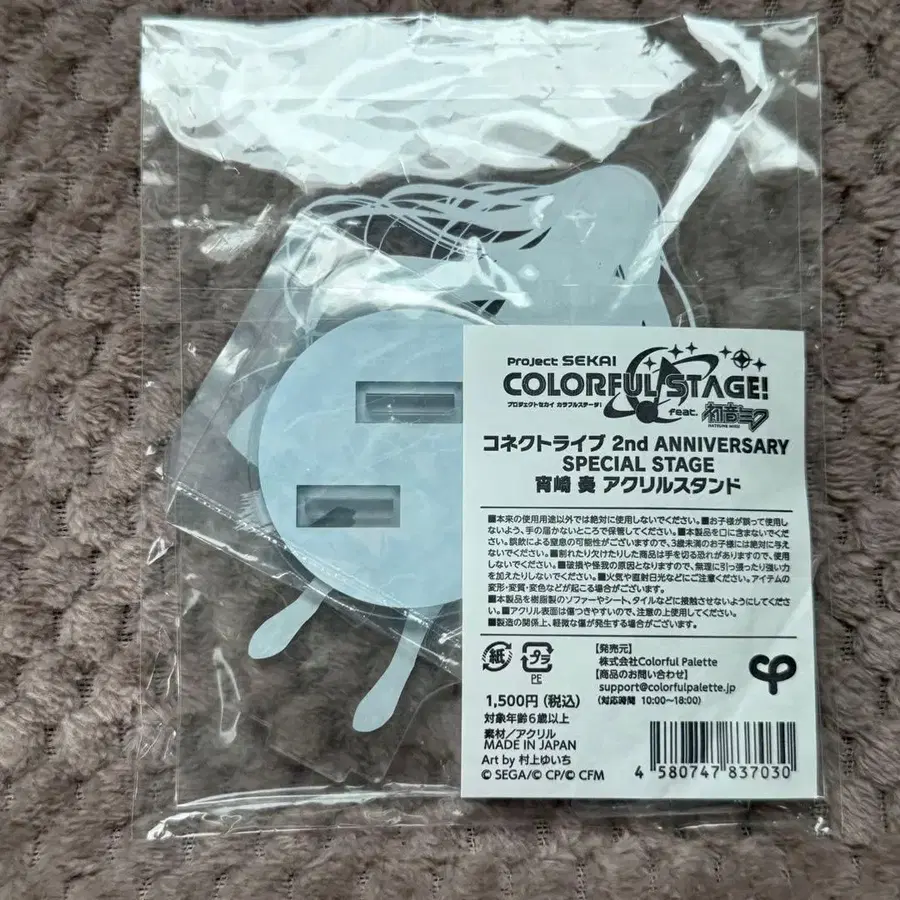 Project SEKAI
COLORFUL STAGE!
プロジェクトセカイ カラフルステージ!
feat. 初音ミク
HATSUNE MIKU
コネクトライブ 2nd ANNIVERSARY
SPECIAL STAGE
宵崎 奏 アクリルスタンド
■本来の使用用途以外では絶対に使用しないでください。■お子様が誤って使用し
ないよう、手の届かないところで保管してください。■本製品を口に含まないでくださ
い。誤飲による窒息の可能性がございますので、3歳未満のお子様には絶対に与え
ないでください。■割れたり欠けたりした商品は手を切る恐れがありますので、使用
しないでください。■破損や怪我の原因となりますので、無理に引っ張ったり強い力
を加えたりしないでください。■火気や直射日光などにご注意ください。アイテムの
変形・変質・変色などが起こる場合がございます。
■本製品を樹脂製のソファーやシート、タイルなどに接触させないようにしてくださ
い。■アクリル表面は傷つきやすいので、注意の上使用してください。
■製造の関係上、軽微な傷が発生する場合がございます。
紙
プラ
PE
【発売元】
株式会社Colorful Palette
【商品のお問い合わせ】
support@colorfulpalette.jp
(対応時間 10:00〜18:00)
1,500円(税込)
対象年齢6歳以上
素材/アクリル
MADE IN JAPAN
Art by 村上ゆいち
© SEGA/© CP/© CFM
4 580747 837030